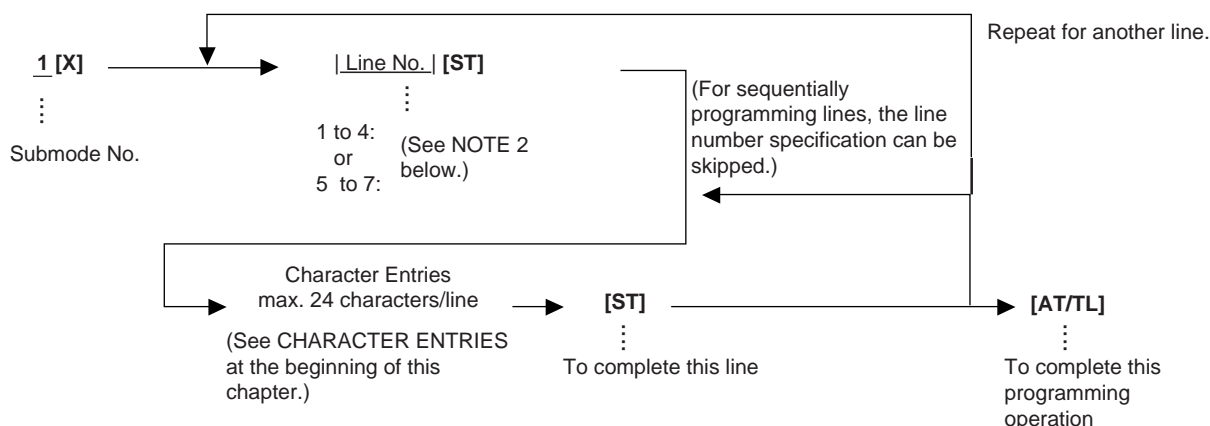 Repeat for another line.
1 [X]
| Line No. | [ST]
Submode No.
1 to 4:
or
5 to 7:
(See NOTE 2
below.)
(For sequentially
programming lines, the line
number specification can be
skipped.)
Character Entries
max. 24 characters/line
(See CHARACTER ENTRIES
at the beginning of this
chapter.)
[ST]
To complete this line
[AT/TL]
To complete this
programming
operation